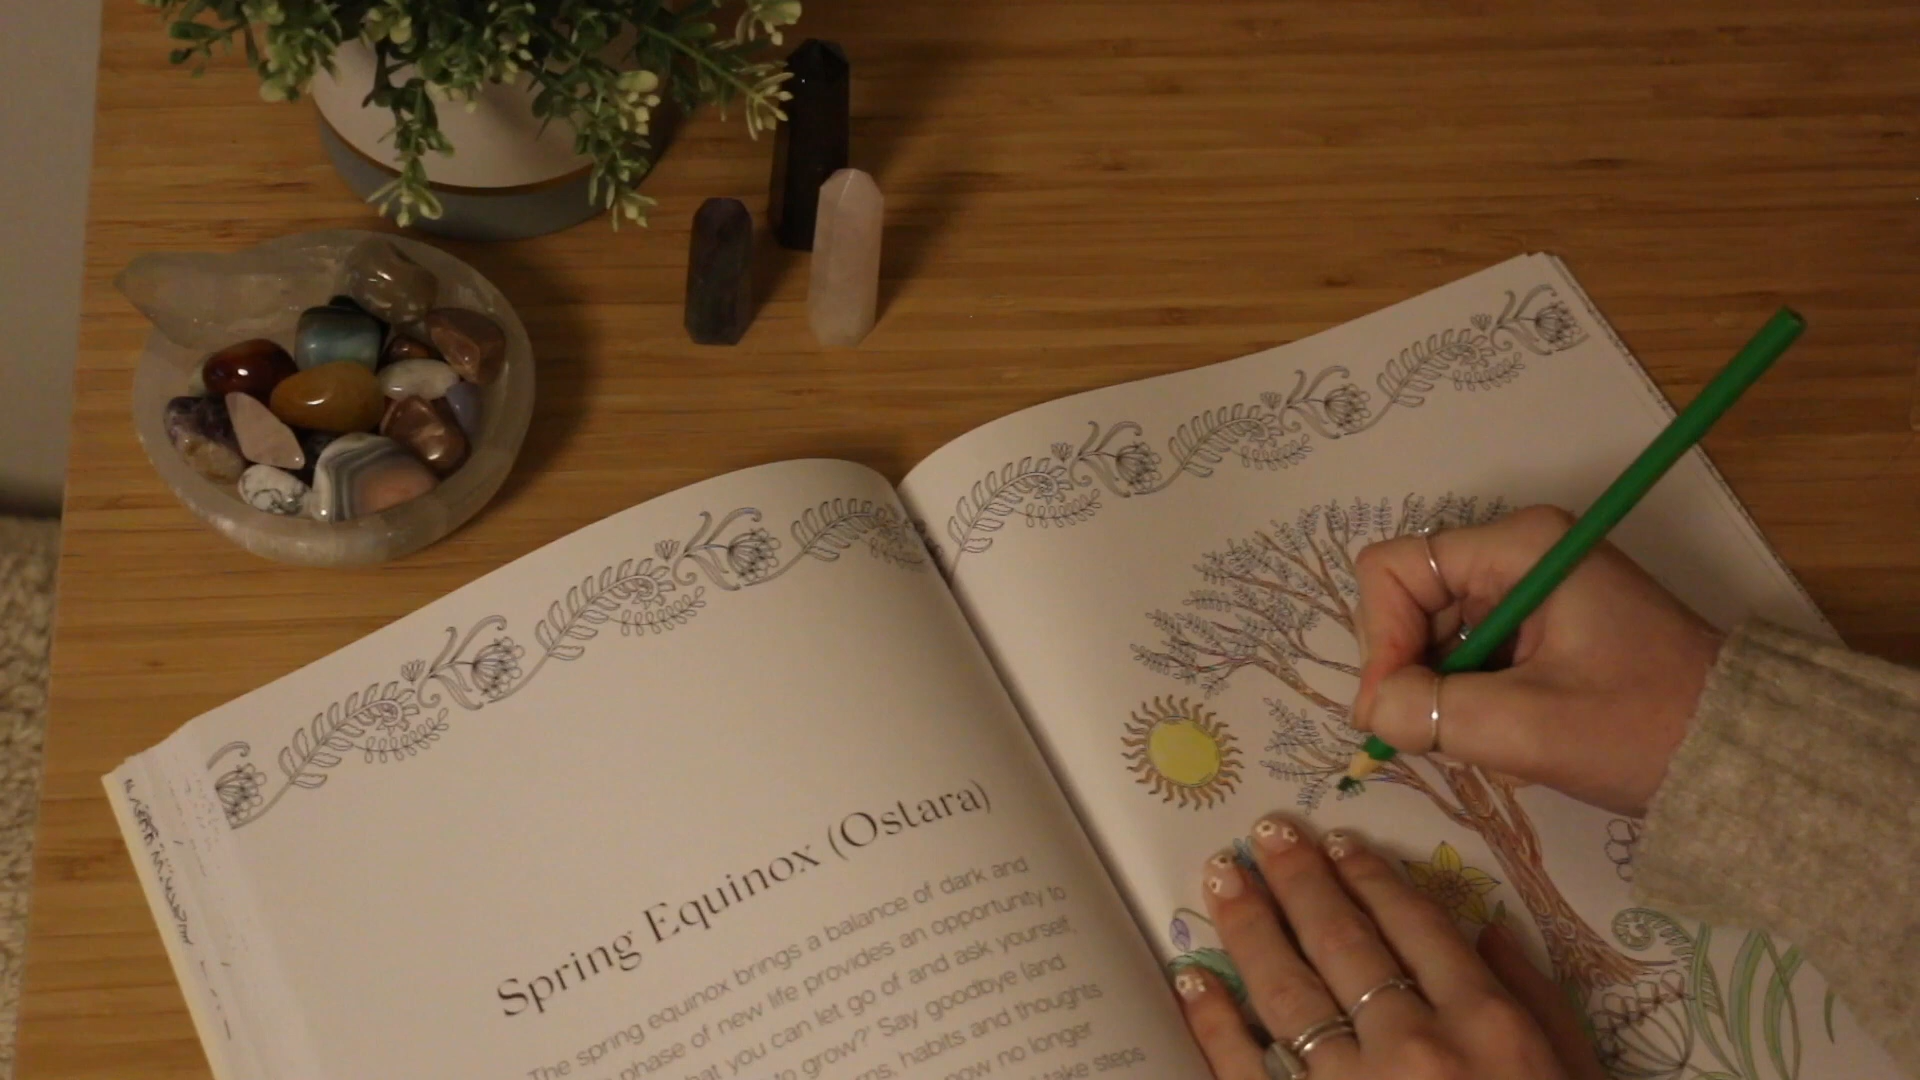 Spring Equinox (Ostara)
The spring equinox brings a balance of dark and
phase of new life provides an opportunity to
what you can let go of and ask yourself,
to grow?' Say goodbye (and
habits and thoughts
now no longer
take steps